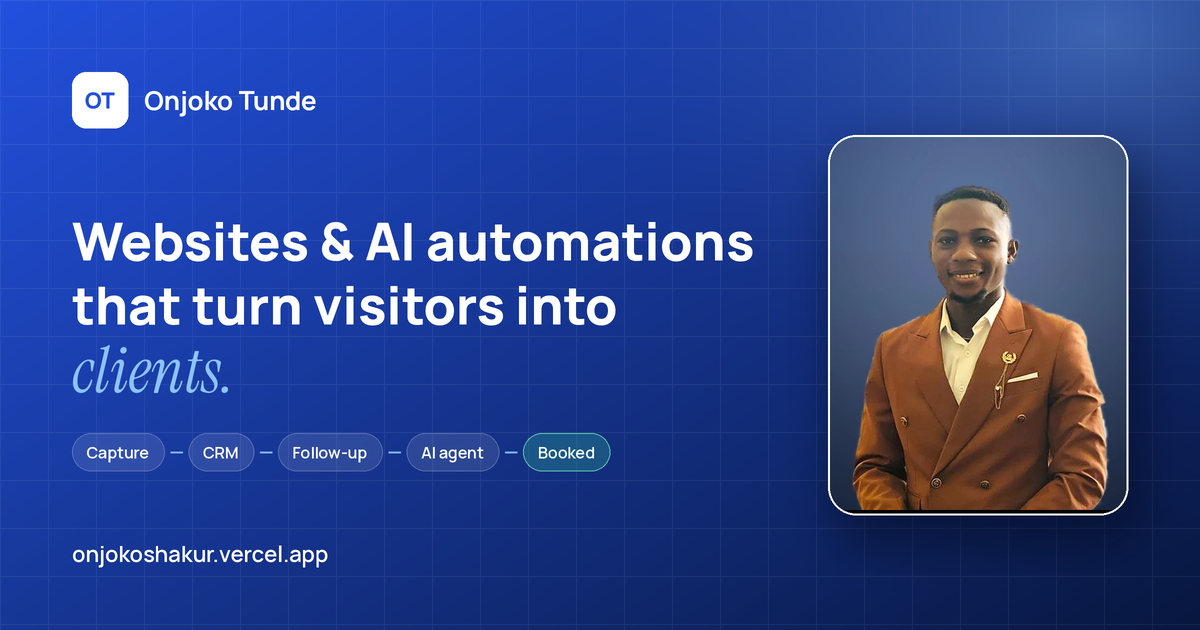 OT
Onjoko Tunde
Websites & AI automations
that turn visitors into
clients.
Capture – CRM – Follow-up – AI agent – Booked
onjokoshakur.vercel.app